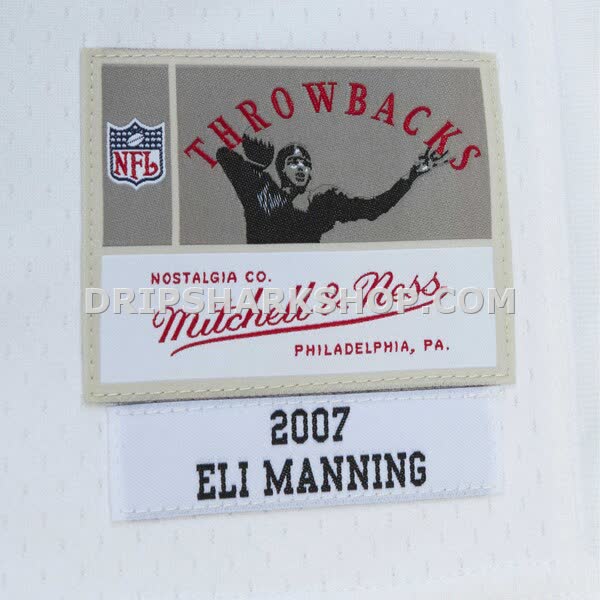 THROWBACKS
NFL
NOSTALGIA CO.
Mitchell & Ness
PHILADELPHIA, PA.
DRIPSHARKSHOP.COM
2007
ELI MANNING